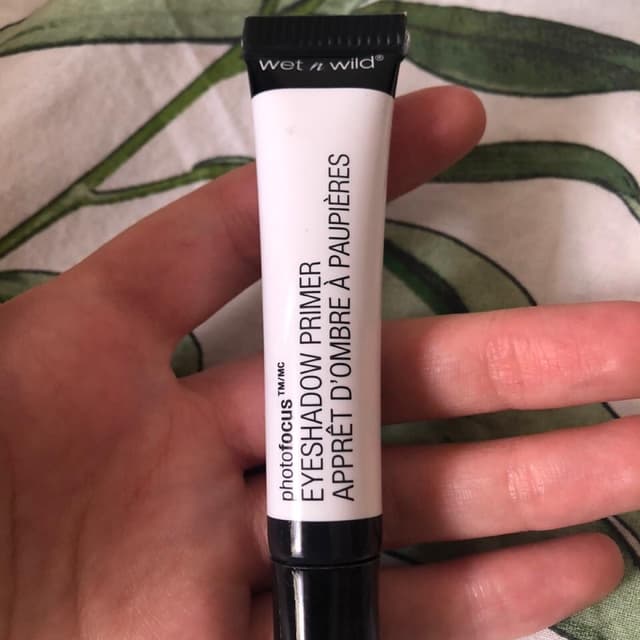 wet n wild®
photofocus™/MC
EYESHADOW PRIMER
APPRÊT D'OMBRE À PAUPIÈRES